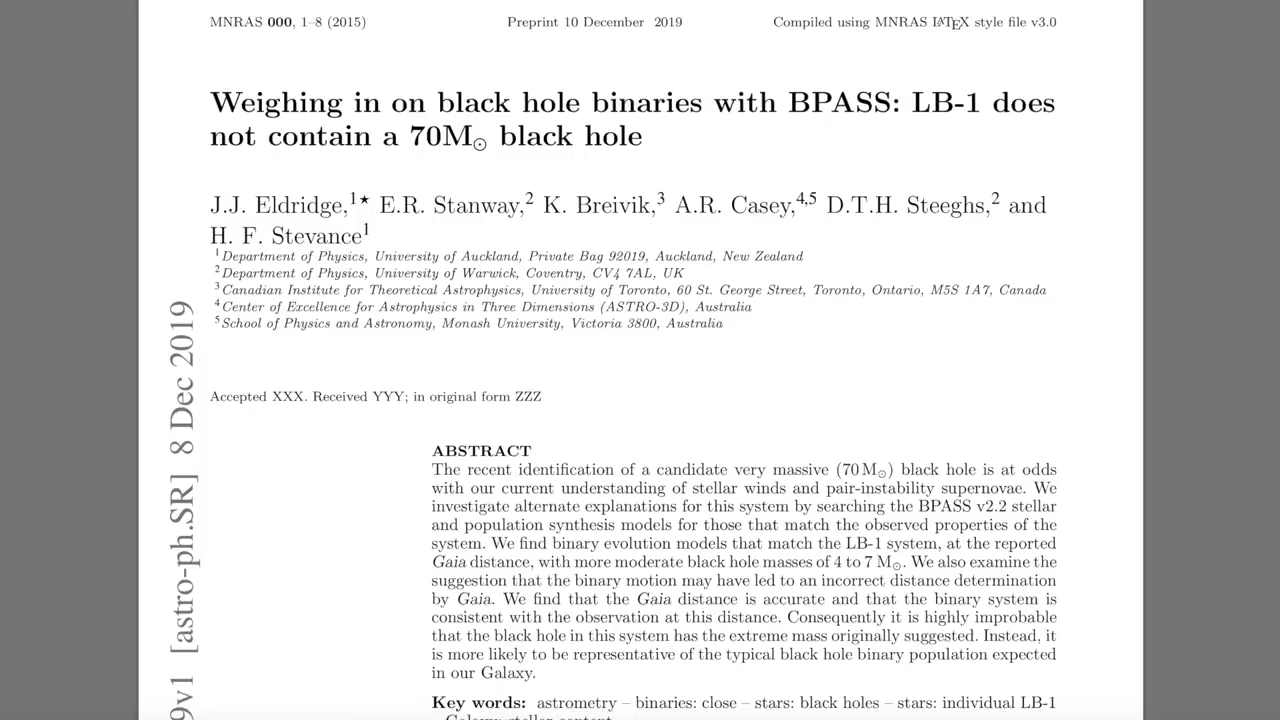 MNRAS 000, 1–8 (2015) Preprint 10 December 2019 Compiled using MNRAS LATEX style file v3.0
Weighing in on black hole binaries with BPASS: LB-1 does
not contain a 70M⊙ black hole
J.J. Eldridge,1⋆ E.R. Stanway,2 K. Breivik,3 A.R. Casey,4,5 D.T.H. Steeghs,2 and
H. F. Stevance1
1 Department of Physics, University of Auckland, Private Bag 92019, Auckland, New Zealand
2 Department of Physics, University of Warwick, Coventry, CV4 7AL, UK
3 Canadian Institute for Theoretical Astrophysics, University of Toronto, 60 St. George Street, Toronto, Ontario, M5S 1A7, Canada
4 Center of Excellence for Astrophysics in Three Dimensions (ASTRO-3D), Australia
5 School of Physics and Astronomy, Monash University, Victoria 3800, Australia
Accepted XXX. Received YYY; in original form ZZZ
9v1 [astro-ph.SR] 8 Dec 2019
ABSTRACT
The recent identification of a candidate very massive (70 M⊙) black hole is at odds
with our current understanding of stellar winds and pair-instability supernovae. We
investigate alternate explanations for this system by searching the BPASS v2.2 stellar
and population synthesis models for those that match the observed properties of the
system. We find binary evolution models that match the LB-1 system, at the reported
Gaia distance, with more moderate black hole masses of 4 to 7 M⊙. We also examine the
suggestion that the binary motion may have led to an incorrect distance determination
by Gaia. We find that the Gaia distance is accurate and that the binary system is
consistent with the observation at this distance. Consequently it is highly improbable
that the black hole in this system has the extreme mass originally suggested. Instead, it
is more likely to be representative of the typical black hole binary population expected
in our Galaxy.
Key words: astrometry – binaries: close – stars: black holes – stars: individual LB-1
– Galaxy: stellar content